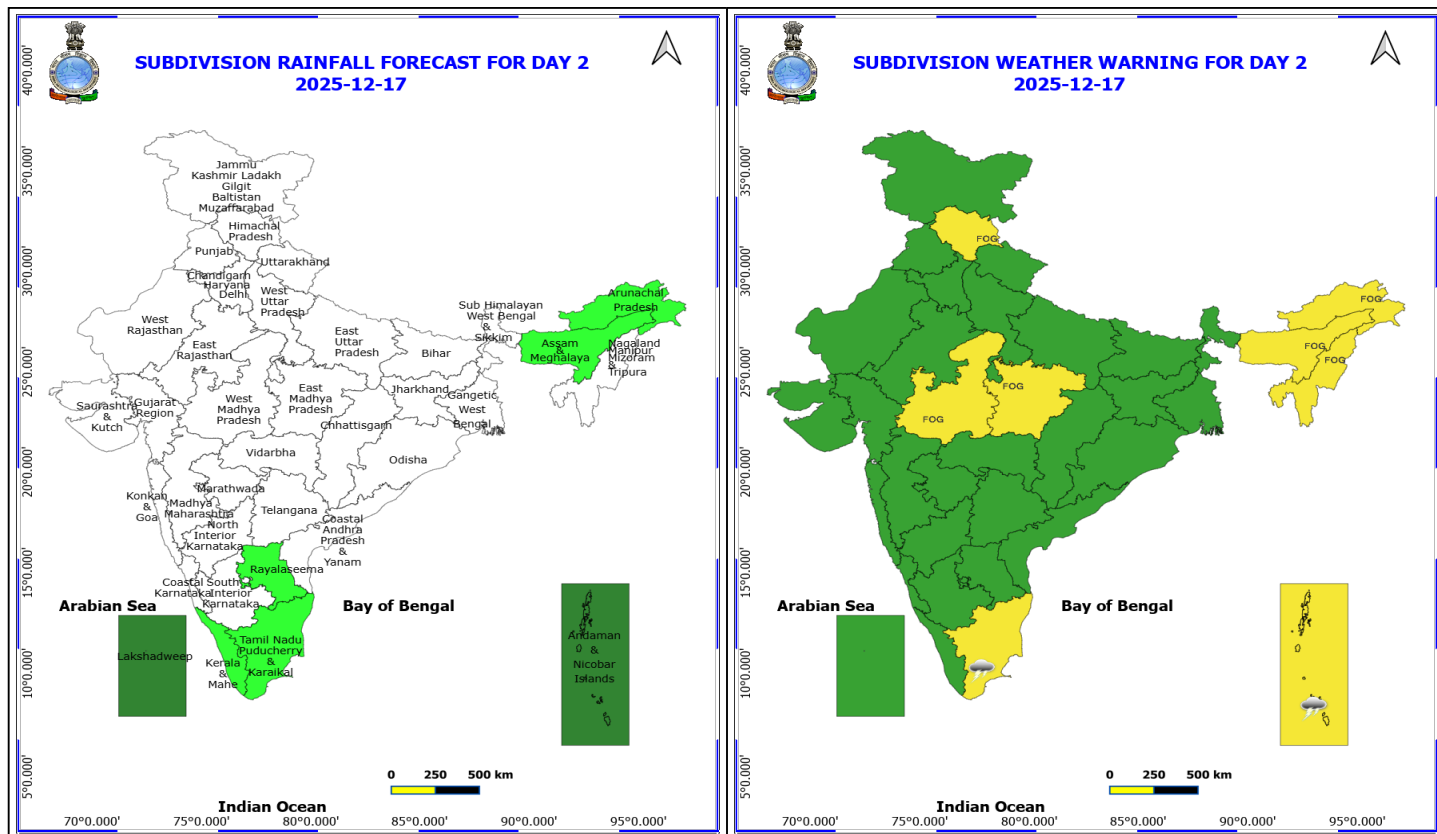 SUBDIVISION RAINFALL FORECAST FOR DAY 2
2025-12-17
40°0.000'
35°0.000'
30°0.000'
25°0.000'
20°0.000'
15°0.000'
10°0.000'
5°0.000'
Jammu
Kashmir Ladakh
Gilgit
Baltistan
Muzaffarabad
Himachal
Pradesh
Punjab
Uttarakhand
Chandigarh
Haryana
Delhi
West
Uttar
Pradesh
West
Rajasthan
East
Rajasthan
East
Uttar
Pradesh
Bihar
Sub Himalayan
West Bengal
&
Sikkim
Arunachal
Pradesh
Assam
&
Meghalaya
Nagaland
Manipur
Mizoram
&
Tripura
Saurashtra
&
Kutch
Gujarat
Region
West
Madhya
Pradesh
East
Madhya
Pradesh
Jharkhand
Gangetic
West
Bengal
Chhattisgarh
Vidarbha
Odisha
Konkan
&
Goa
Madhya
Maharashtra
Marathwada
Telangana
North
Interior
Karnataka
Coastal
Andhra
Pradesh
&
Yanam
Rayalaseema
Coastal
Karnataka
South
Interior
Karnataka
Arabian Sea
Bay of Bengal
Lakshadweep
Kerala
&
Mahe
Tamil Nadu
Puducherry
&
Karaikal
Andaman
&
Nicobar
Islands
0 250 500 km
Indian Ocean
70°0.000' 75°0.000' 80°0.000' 85°0.000' 90°0.000' 95°0.000'
SUBDIVISION WEATHER WARNING FOR DAY 2
2025-12-17
40°0.000'
35°0.000'
30°0.000'
25°0.000'
20°0.000'
15°0.000'
10°0.000'
5°0.000'
FOG
FOG
FOG
FOG
FOG
FOG
Arabian Sea
Bay of Bengal
0 250 500 km
Indian Ocean
70°0.000' 75°0.000' 80°0.000' 85°0.000' 90°0.000' 95°0.000'